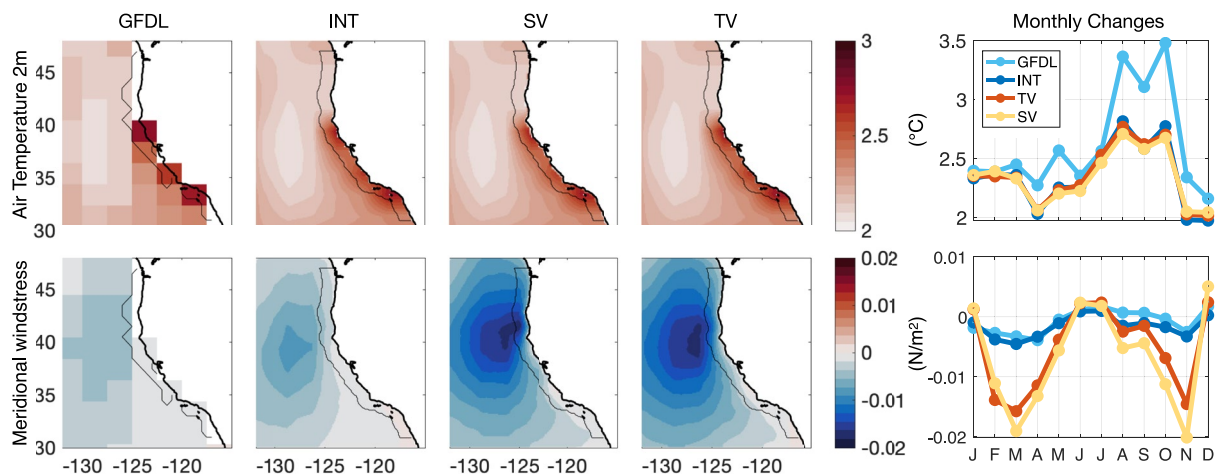 GFDL INT SV TV Monthly Changes
Air Temperature 2m
45
40
35
30
3
2.5
2
(°C)
3.5
3
2.5
2
GFDL
INT
TV
SV
Meridional windstress
45
40
35
30
-130 -125 -120
-130 -125 -120
-130 -125 -120
-130 -125 -120
0.02
0.01
0
-0.01
-0.02
(N/m²)
0.01
0
-0.01
-0.02
J F M A M J J A S O N D